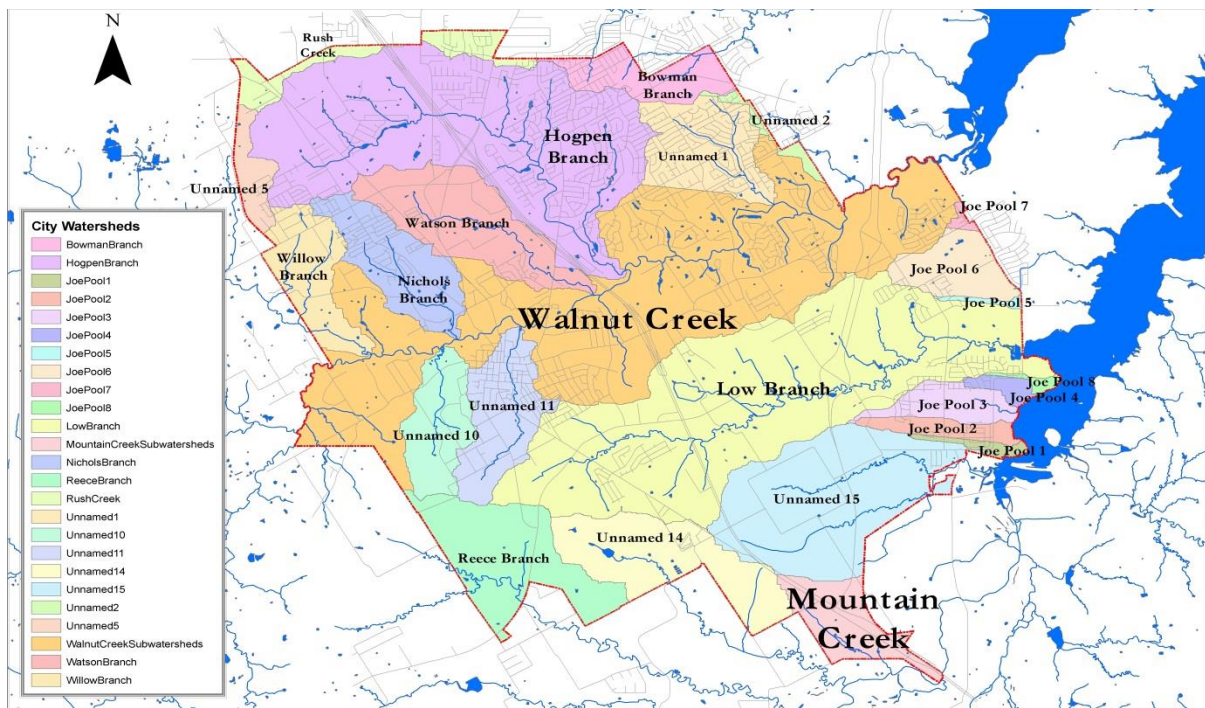 N
Rush
Creek
Bowman
Branch
Unnamed 2
Hogpen
Branch
Unnamed 1
Unnamed 5
Joe Pool 7
Watson Branch
Willow
Branch
Joe Pool 6
Nichols
Branch
Joe Pool 5
Walnut Creek
Low Branch
Joe Pool 8
Joe Pool 4
Unnamed 11
Joe Pool 3
Unnamed 10
Joe Pool 2
Joe Pool 1
Unnamed 15
Unnamed 14
Reece Branch
Mountain
Creek
City Watersheds
BowmanBranch
HogpenBranch
JoePool1
JoePool2
JoePool3
JoePool4
JoePool5
JoePool6
JoePool7
JoePool8
LowBranch
MountainCreekSubwatersheds
NicholsBranch
ReeceBranch
RushCreek
Unnamed1
Unnamed10
Unnamed11
Unnamed14
Unnamed15
Unnamed2
Unnamed5
WalnutCreekSubwatersheds
WatsonBranch
WillowBranch